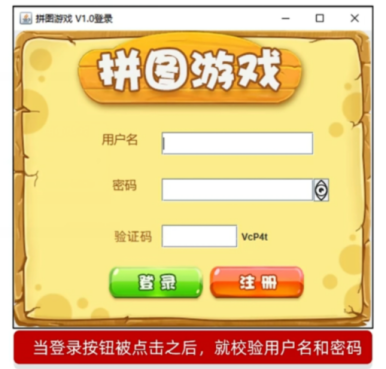 拼图游戏 V1.0登录
拼图游戏
用户名
密码
验证码 VcP4t
登录 注册
当登录按钮被点击之后，就校验用户名和密码